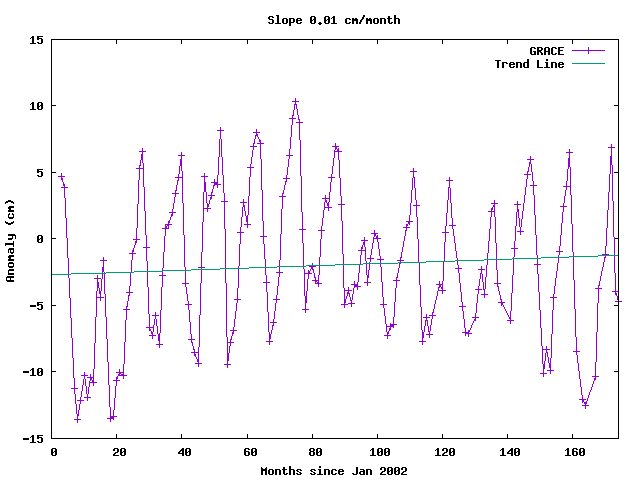 Slope 0.01 cm/month
15
10
5
0
-5
-10
-15
Anomaly (cm)
GRACE
Trend Line
0 20 40 60 80 100 120 140 160
Months since Jan 2002